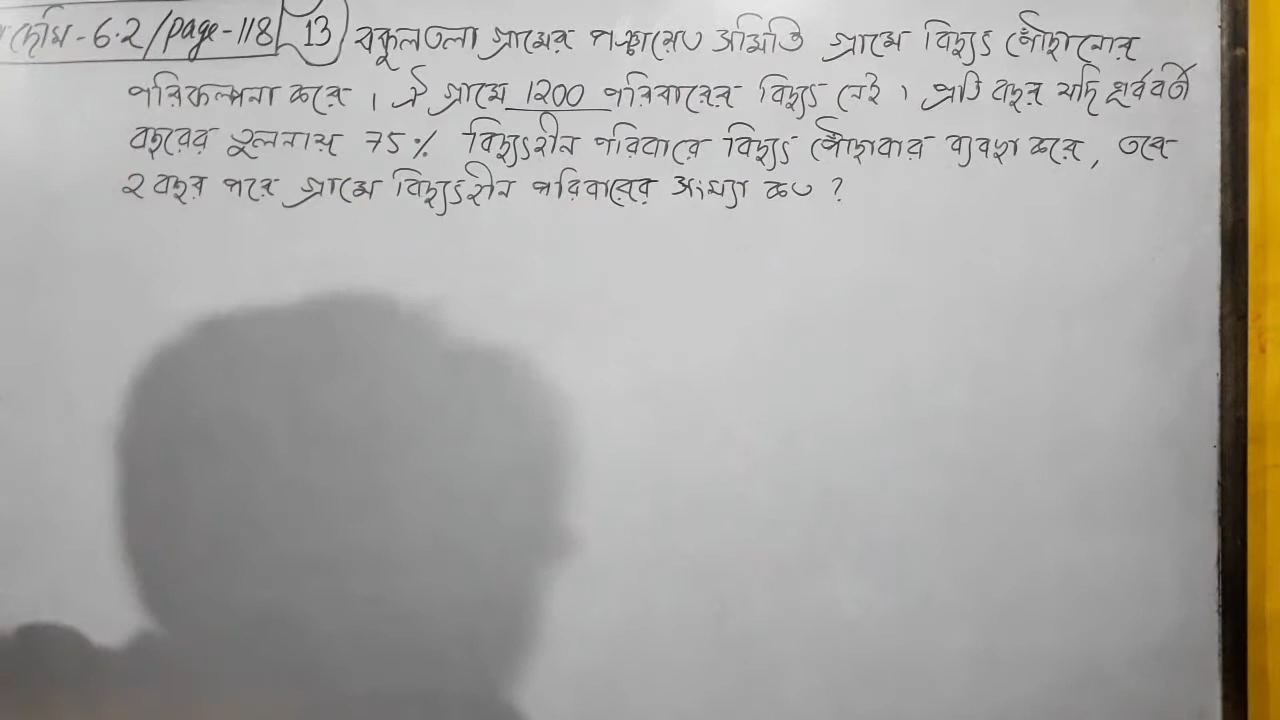 কষে দেখি - 6.2 / page - 118 13) বকুলতলা গ্রামের পঞ্চায়েত সমিতি গ্রামে বিদ্যুৎ পৌঁছানোর
পরিকল্পনা করে । ঐ গ্রামে 1200 পরিবারের বিদ্যুৎ নেই । প্রতি বছর যদি পূর্ববর্তী
বছরের তুলনায় 75% বিদ্যুৎহীন পরিবারে বিদ্যুৎ পৌঁছাবার ব্যবস্থা করে, তবে
২ বছর পরে গ্রামে বিদ্যুৎহীন পরিবারের সংখ্যা কত ?